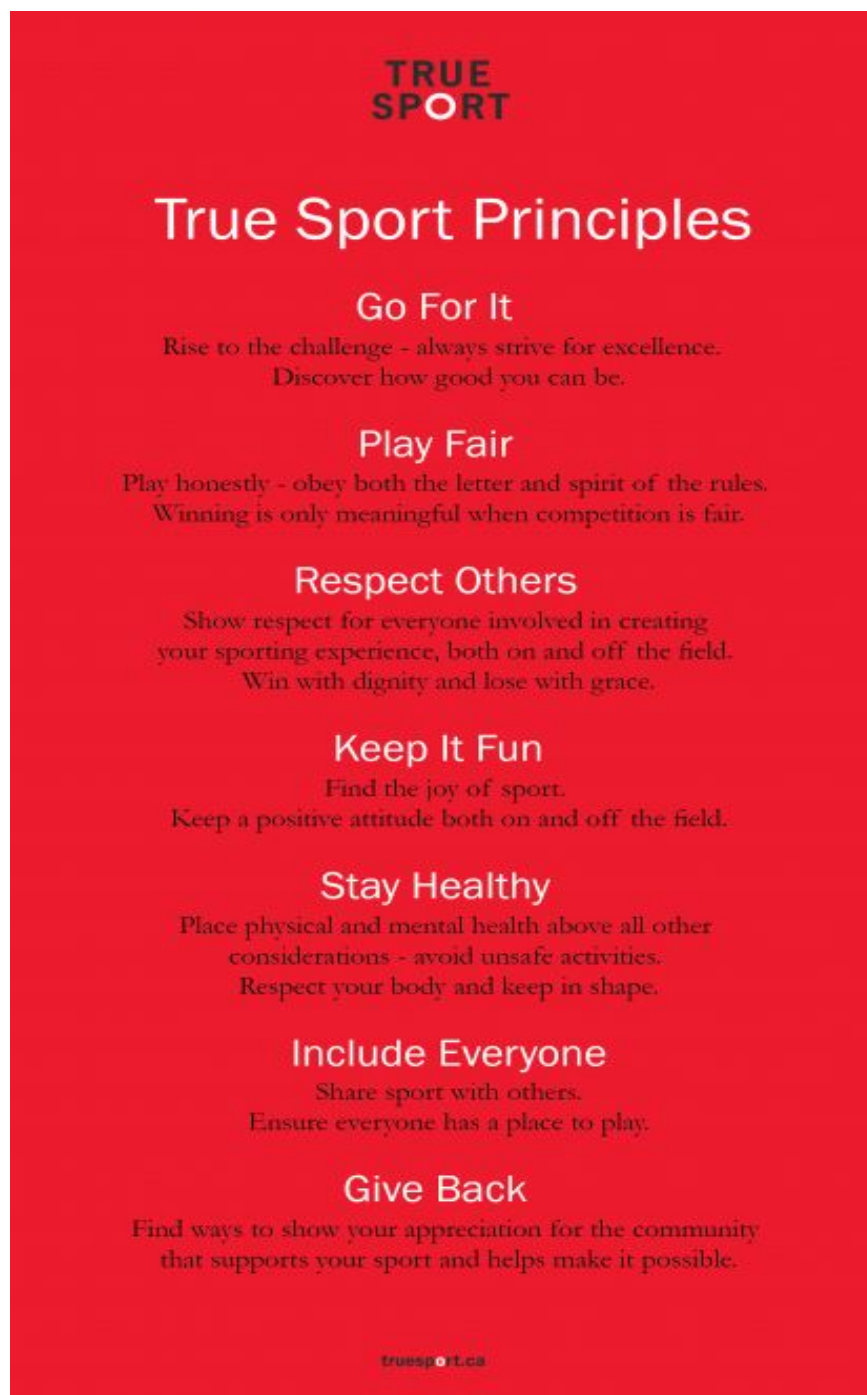 TRUE
SPORT
True Sport Principles
Go For It
Rise to the challenge - always strive for excellence.
Discover how good you can be.
Play Fair
Play honestly - obey both the letter and spirit of the rules.
Winning is only meaningful when competition is fair.
Respect Others
Show respect for everyone involved in creating
your sporting experience, both on and off the field.
Win with dignity and lose with grace.
Keep It Fun
Find the joy of sport.
Keep a positive attitude both on and off the field.
Stay Healthy
Place physical and mental health above all other
considerations - avoid unsafe activities.
Respect your body and keep in shape.
Include Everyone
Share sport with others.
Ensure everyone has a place to play.
Give Back
Find ways to show your appreciation for the community
that supports your sport and helps make it possible.
truesport.ca